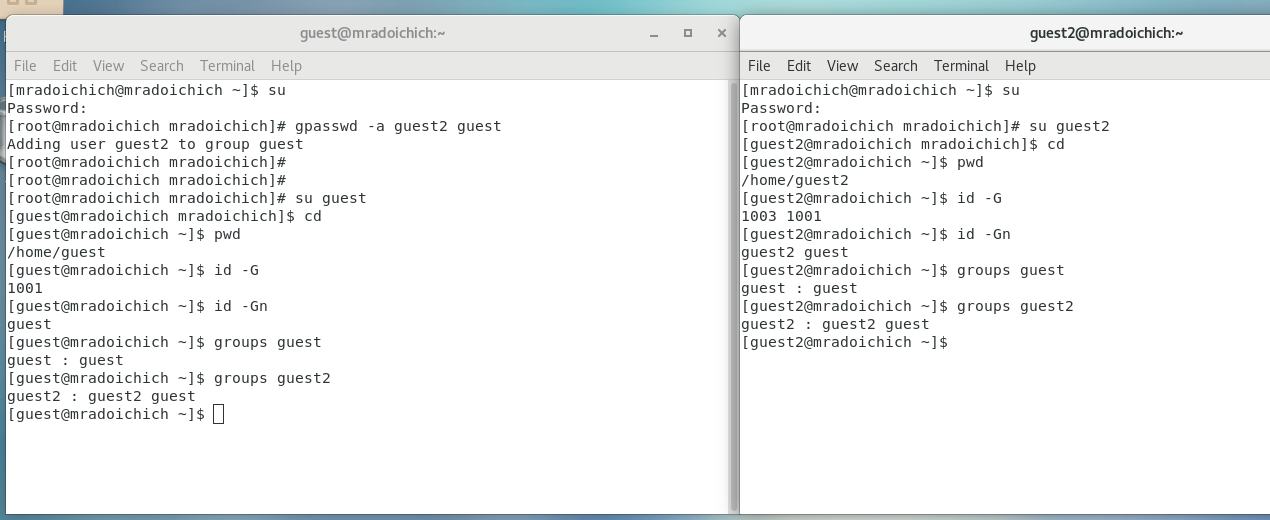 guest@mradoichich:~
File Edit View Search Terminal Help
[mradoichich@mradoichich ~]$ su
Password:
[root@mradoichich mradoichich]# gpasswd -a guest2 guest
Adding user guest2 to group guest
[root@mradoichich mradoichich]#
[root@mradoichich mradoichich]#
[root@mradoichich mradoichich]# su guest
[guest@mradoichich mradoichich]$ cd
[guest@mradoichich ~]$ pwd
/home/guest
[guest@mradoichich ~]$ id -G
1001
[guest@mradoichich ~]$ id -Gn
guest
[guest@mradoichich ~]$ groups guest
guest : guest
[guest@mradoichich ~]$ groups guest2
guest2 : guest2 guest
[guest@mradoichich ~]$
guest2@mradoichich:~
File Edit View Search Terminal Help
[mradoichich@mradoichich ~]$ su
Password:
[root@mradoichich mradoichich]# su guest2
[guest2@mradoichich mradoichich]$ cd
[guest2@mradoichich ~]$ pwd
/home/guest2
[guest2@mradoichich ~]$ id -G
1003 1001
[guest2@mradoichich ~]$ id -Gn
guest2 guest
[guest2@mradoichich ~]$ groups guest
guest : guest
[guest2@mradoichich ~]$ groups guest2
guest2 : guest2 guest
[guest2@mradoichich ~]$